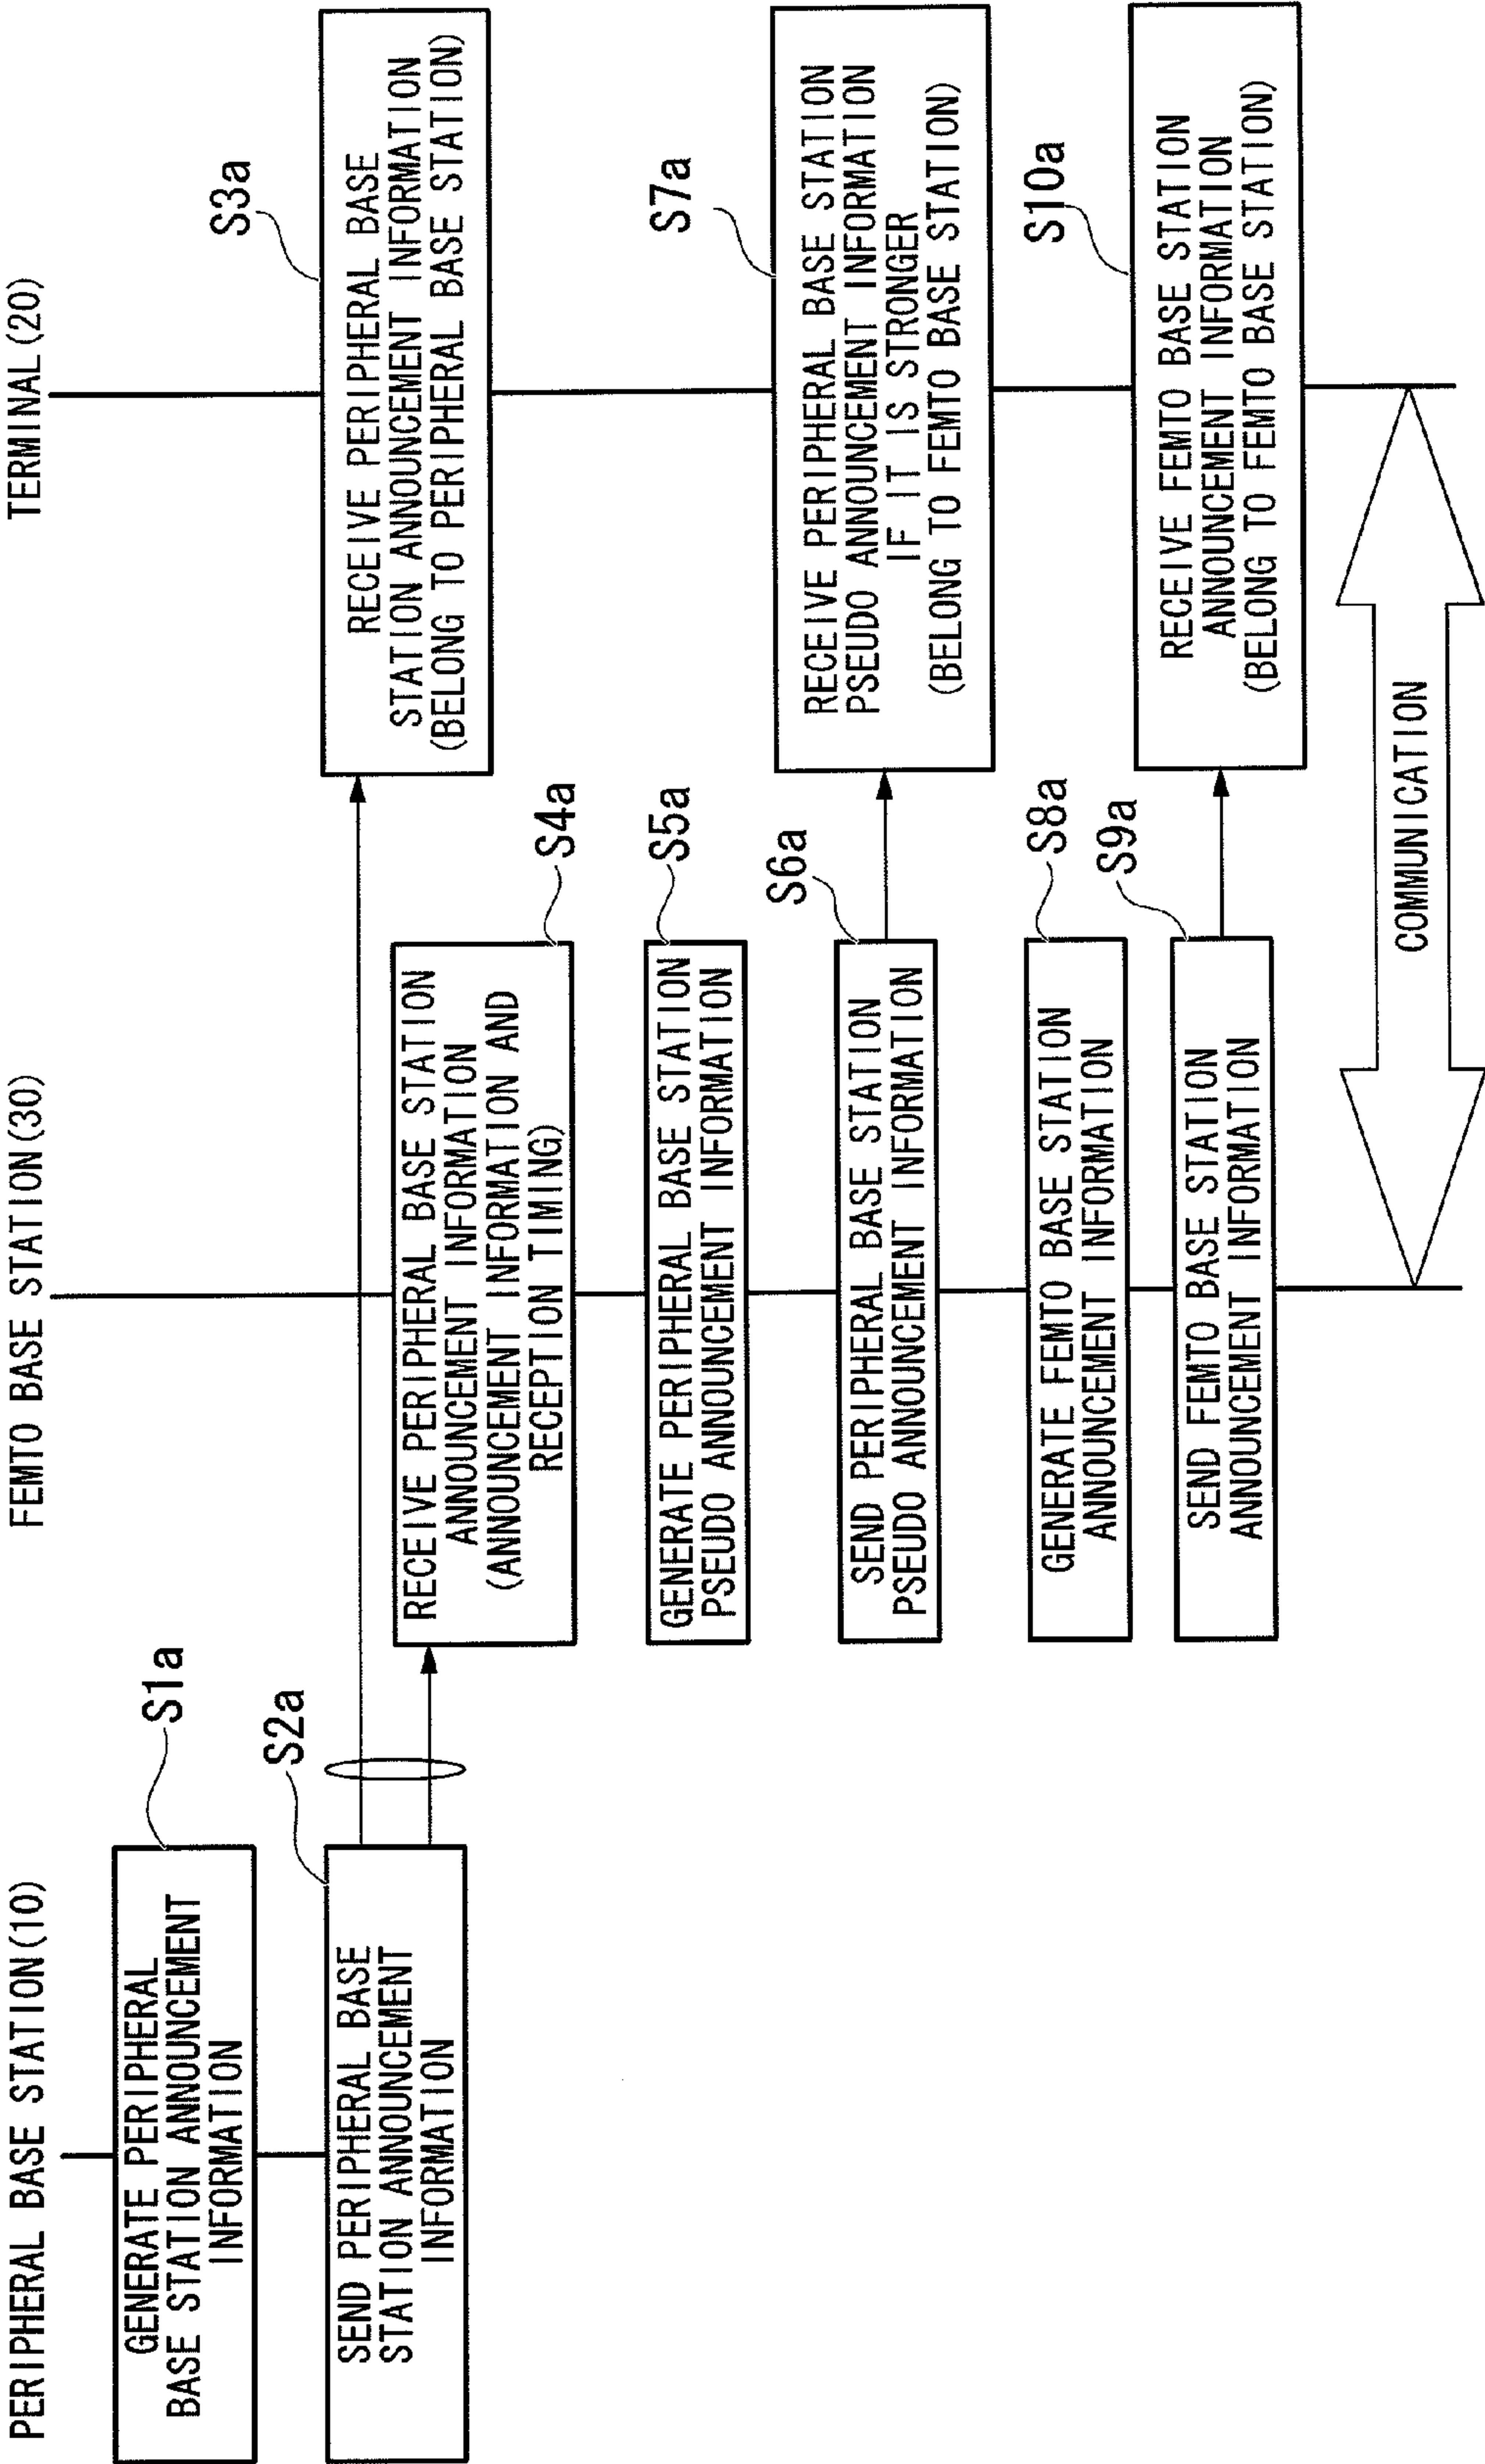 PERIPHERAL BASE STATION(10)
FEMTO BASE STATION(30)
TERMINAL(20)
GENERATE PERIPHERAL
BASE STATION ANNOUNCEMENT
INFORMATION
S1a
SEND PERIPHERAL BASE
STATION ANNOUNCEMENT
INFORMATION
S2a
RECEIVE PERIPHERAL BASE
STATION ANNOUNCEMENT INFORMATION
(BELONG TO PERIPHERAL BASE STATION)
S3a
RECEIVE PERIPHERAL BASE STATION
ANNOUNCEMENT INFORMATION
(ANNOUNCEMENT INFORMATION AND
RECEPTION TIMING)
S4a
GENERATE PERIPHERAL BASE STATION
PSEUDO ANNOUNCEMENT INFORMATION
S5a
SEND PERIPHERAL BASE STATION
PSEUDO ANNOUNCEMENT INFORMATION
S6a
RECEIVE PERIPHERAL BASE STATION
PSEUDO ANNOUNCEMENT INFORMATION
IF IT IS STRONGER
(BELONG TO FEMTO BASE STATION)
S7a
GENERATE FEMTO BASE STATION
ANNOUNCEMENT INFORMATION
S8a
SEND FEMTO BASE STATION
ANNOUNCEMENT INFORMATION
S9a
RECEIVE FEMTO BASE STATION
ANNOUNCEMENT INFORMATION
(BELONG TO FEMTO BASE STATION)
S10a
COMMUNICATION